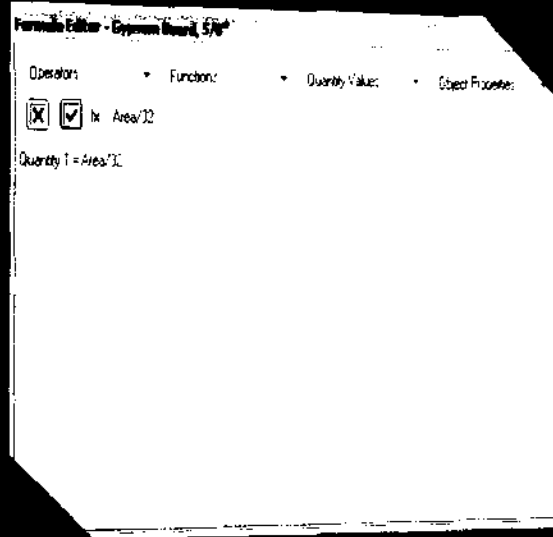 Formula Editor - Gypsum Board, 5/8"
Operators Functions Quantity Values Object Properties
fx Area/32
Quantity 1 = Area/32